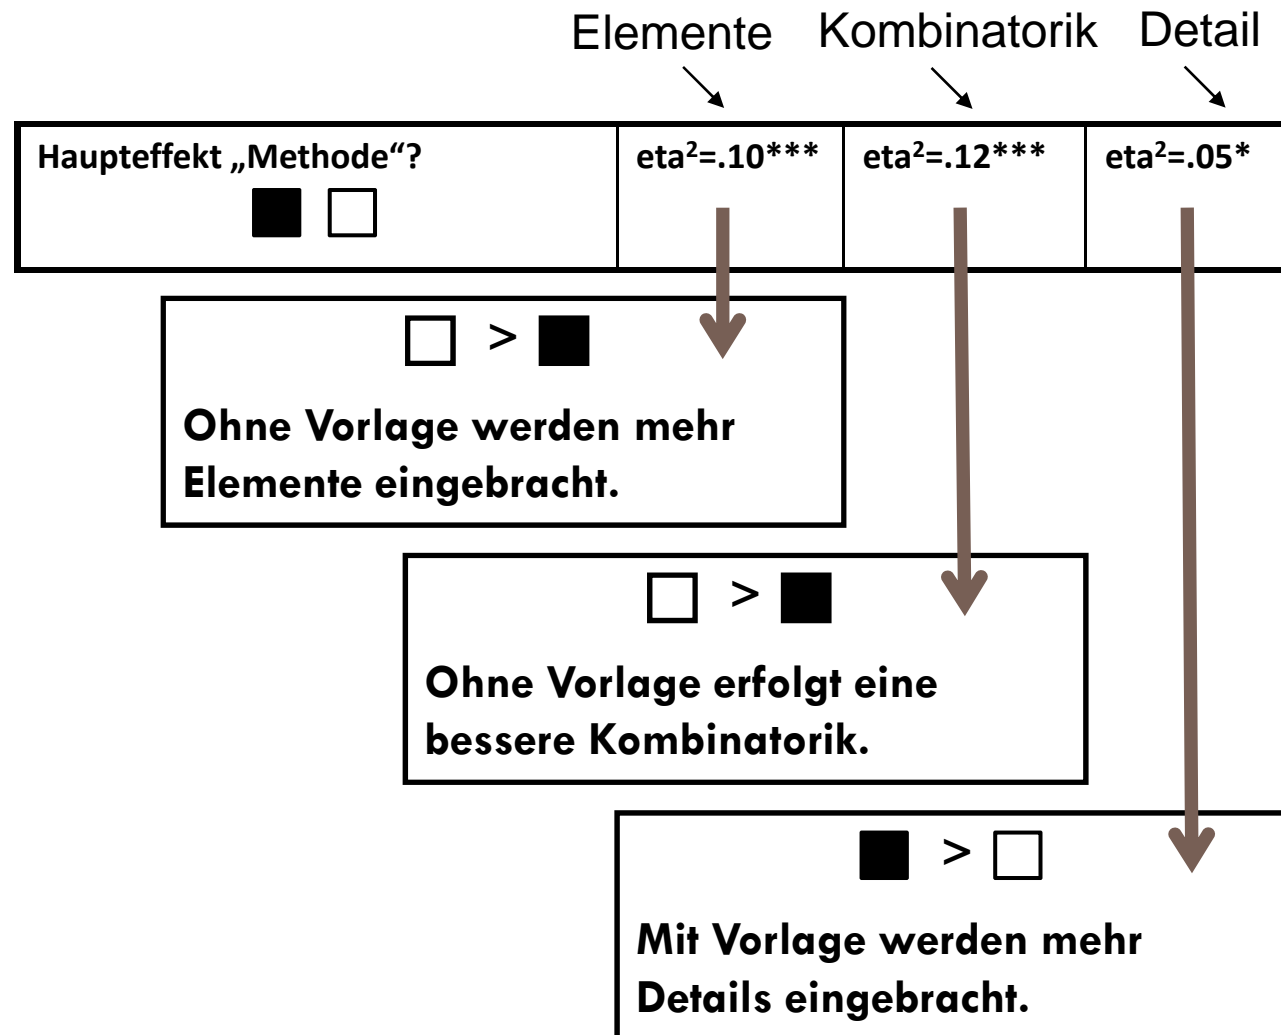 Elemente Kombinatorik Detail
Haupteffekt „Methode“? eta²=.10*** eta²=.12*** eta²=.05*
>
Ohne Vorlage werden mehr
Elemente eingebracht.
>
Ohne Vorlage erfolgt eine
bessere Kombinatorik.
>
Mit Vorlage werden mehr
Details eingebracht.